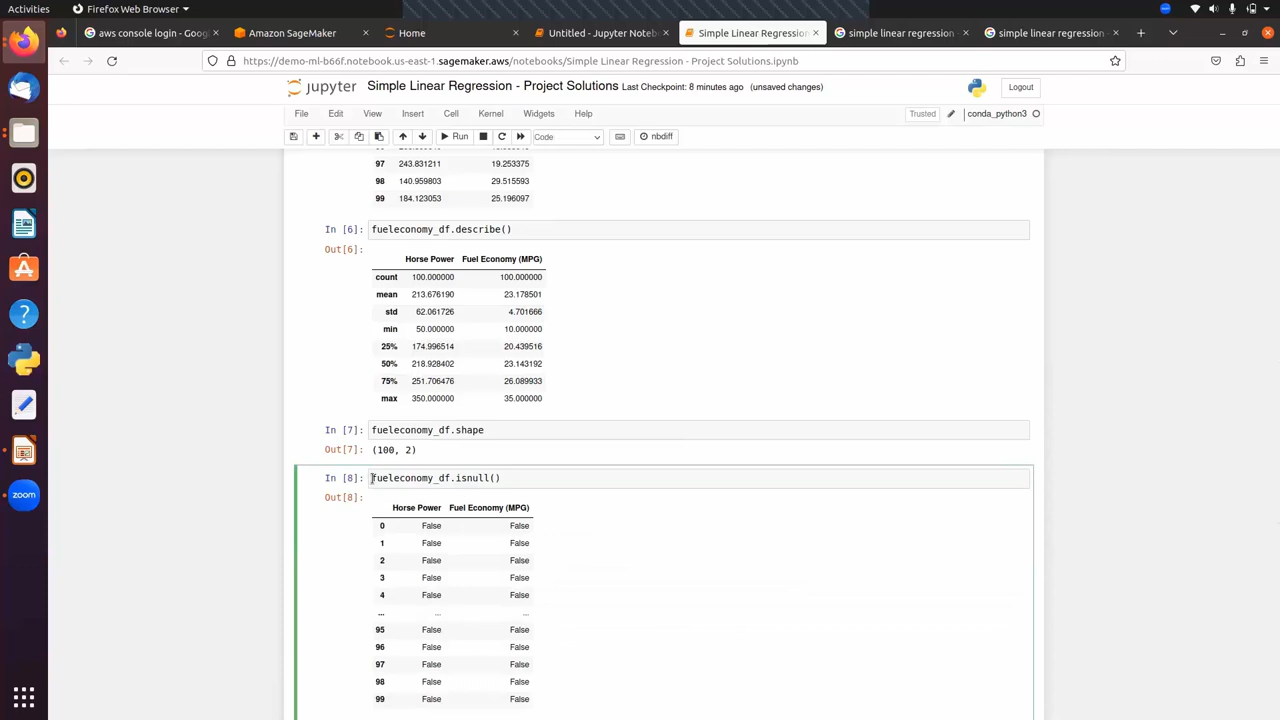 Activities
Firefox Web Browser
aws console login - Goog
Amazon SageMaker
Home
Untitled - Jupyter Noteb
Simple Linear Regression
simple linear regression
simple linear regression
https://demo-ml-b66f.notebook.us-east-1.sagemaker.aws/notebooks/Simple Linear Regression - Project Solutions.ipynb
jupyter Simple Linear Regression - Project Solutions Last Checkpoint: 8 minutes ago (unsaved changes) Logout
File Edit View Insert Cell Kernel Widgets Help Trusted conda_python3
Run Code nbdiff
97 243.831211 19.253375
98 140.959803 29.515593
99 184.123053 25.196097
In [6]: fueleconomy_df.describe()
Out[6]:
Horse Power Fuel Economy (MPG)
count 100.000000 100.000000
mean 213.676190 23.178501
std 62.061726 4.701666
min 50.000000 10.000000
25% 174.996514 20.439516
50% 218.928402 23.143192
75% 251.706476 26.089933
max 350.000000 35.000000
In [7]: fueleconomy_df.shape
Out[7]: (100, 2)
In [8]: fueleconomy_df.isnull()
Out[8]:
Horse Power Fuel Economy (MPG)
0 False False
1 False False
2 False False
3 False False
4 False False
... ... ...
95 False False
96 False False
97 False False
98 False False
99 False False
zoom